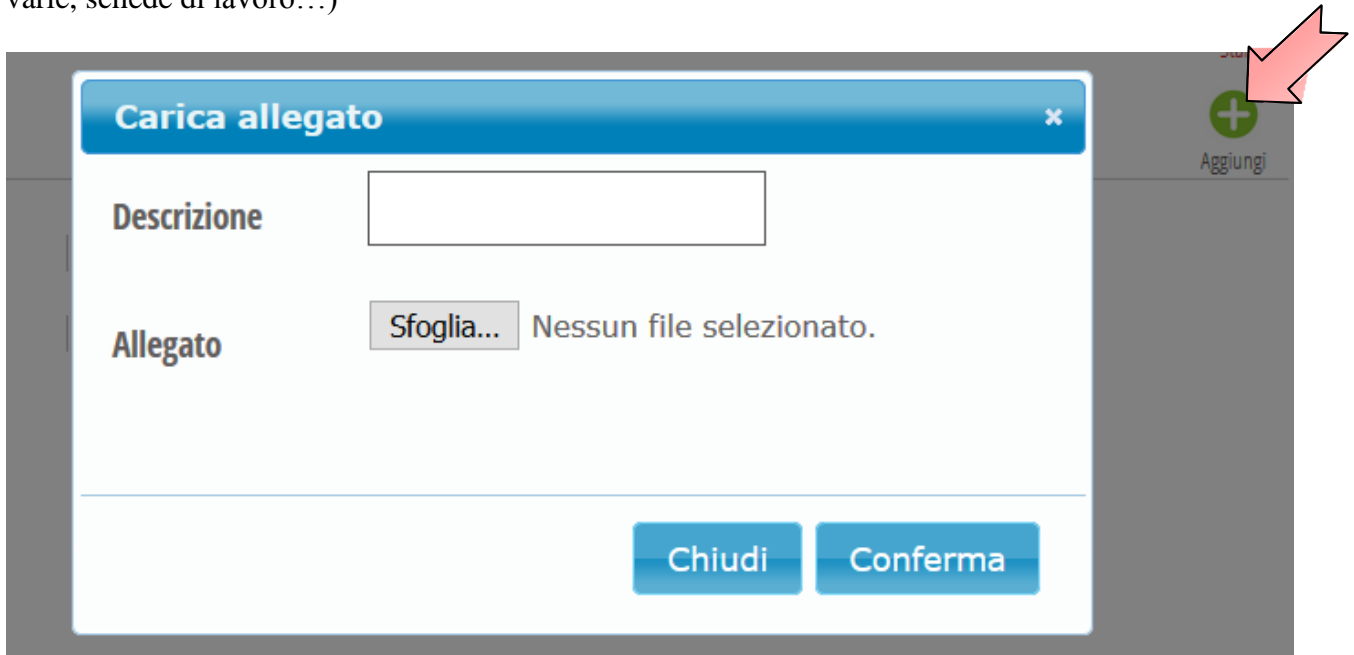 varie, schede di lavoro…)
Carica allegato
Aggiungi
Descrizione
Allegato
Sfoglia... Nessun file selezionato.
Chiudi Conferma